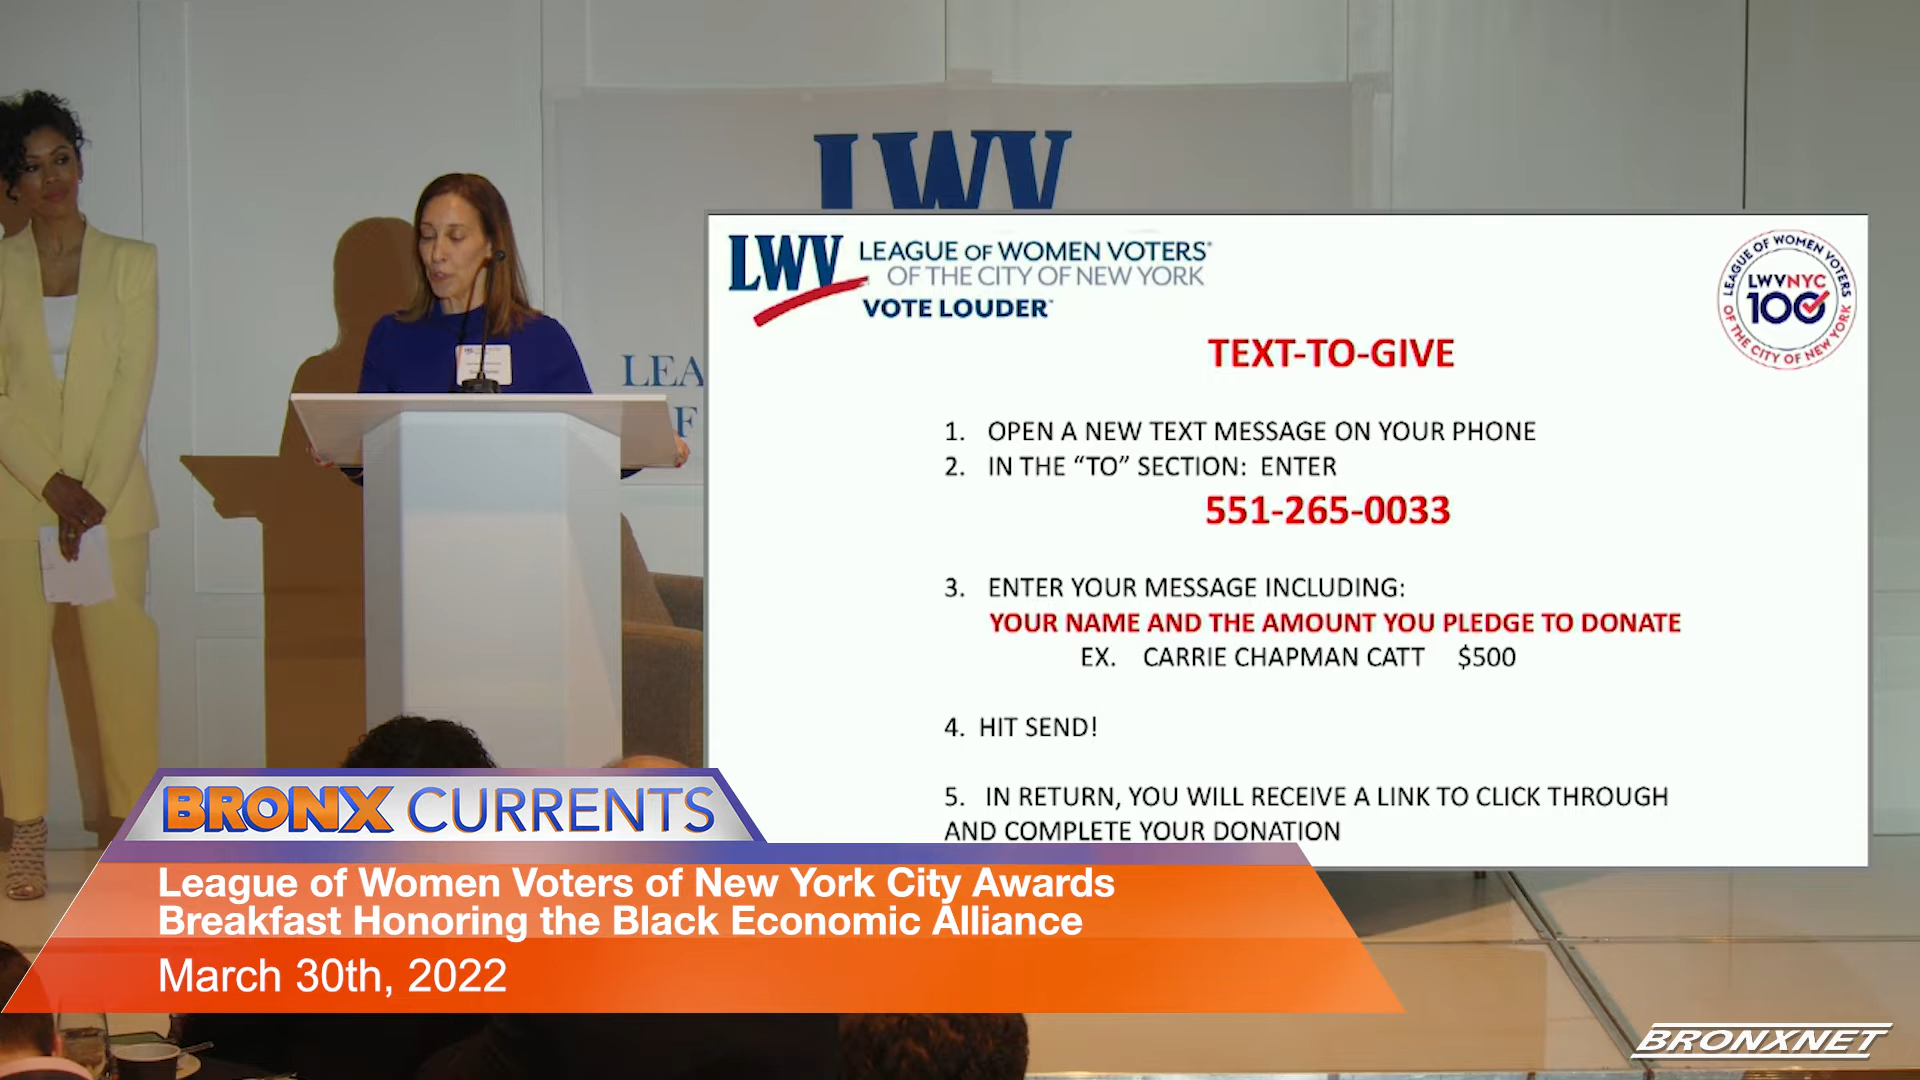 LWV
LEA
F
LWV LEAGUE OF WOMEN VOTERS®
OF THE CITY OF NEW YORK
VOTE LOUDER™
LEAGUE OF WOMEN VOTERS
LWVNYC
100
OF THE CITY OF NEW YORK
TEXT-TO-GIVE
1. OPEN A NEW TEXT MESSAGE ON YOUR PHONE
2. IN THE “TO” SECTION: ENTER
551-265-0033
3. ENTER YOUR MESSAGE INCLUDING:
YOUR NAME AND THE AMOUNT YOU PLEDGE TO DONATE
EX. CARRIE CHAPMAN CATT $500
4. HIT SEND!
5. IN RETURN, YOU WILL RECEIVE A LINK TO CLICK THROUGH
AND COMPLETE YOUR DONATION
BRONX CURRENTS
League of Women Voters of New York City Awards
Breakfast Honoring the Black Economic Alliance
March 30th, 2022
BRONXNET